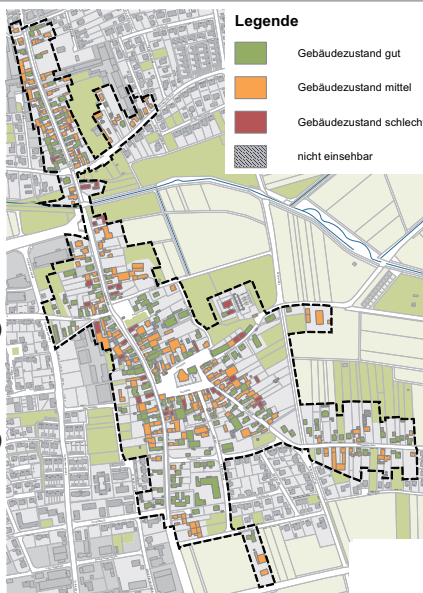 Legende
Gebäudezustand gut
Gebäudezustand mittel
Gebäudezustand schlech
nicht einsehbar